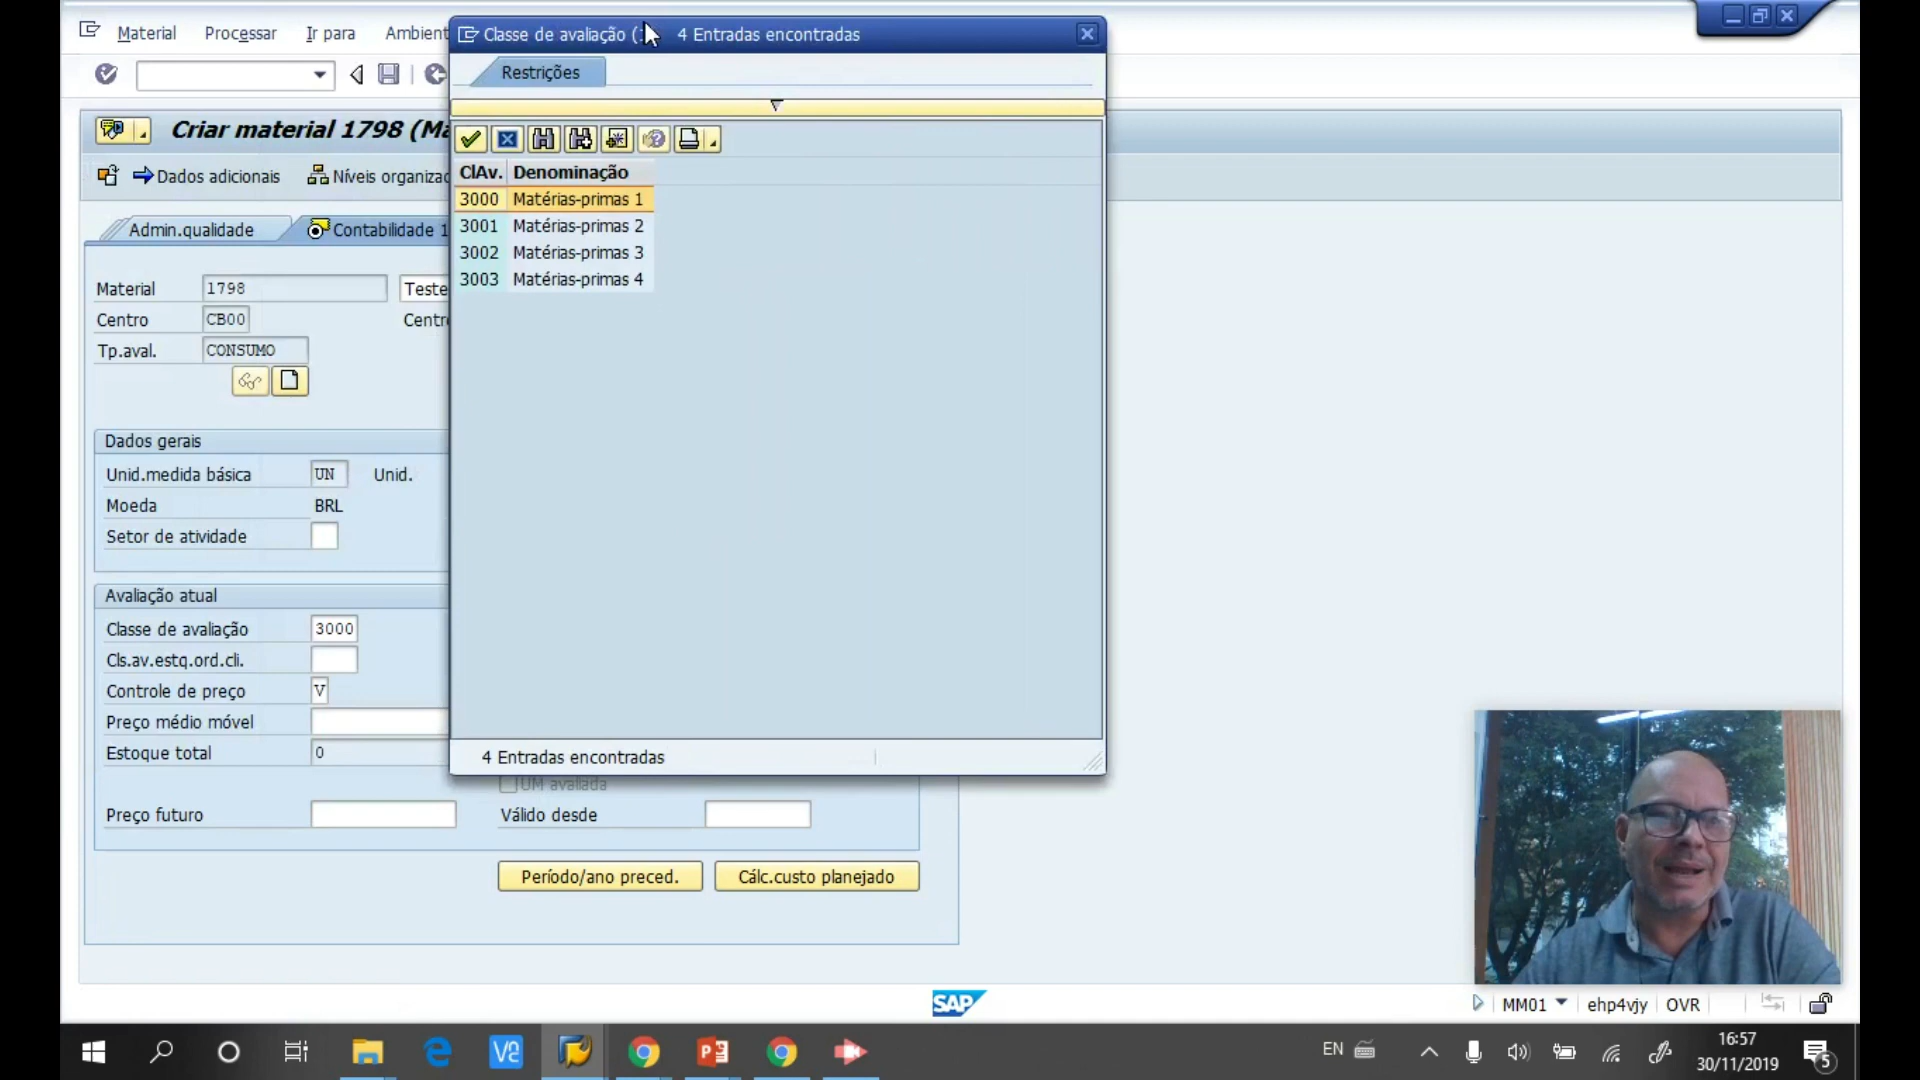 Material Processar Ir para Ambient
Classe de avaliação (1 4 Entradas encontradas
Restrições
Criar material 1798 (Ma
Dados adicionais Níveis organizac
ClAv. Denominação
3000 Matérias-primas 1
3001 Matérias-primas 2
3002 Matérias-primas 3
3003 Matérias-primas 4
Admin.qualidade Contabilidade 1
Material 1798 Teste
Centro CB00 Centr
Tp.aval. CONSUMO
Dados gerais
Unid.medida básica UN Unid.
Moeda BRL
Setor de atividade
Avaliação atual
Classe de avaliação 3000
Cls.av.estq.ord.cli.
Controle de preço V
Preço médio móvel
Estoque total 0
4 Entradas encontradas
UM avaliada
Preço futuro Válido desde
Período/ano preced. Cálc.custo planejado
SAP
MM01 ehp4vjy OVR
EN
16:57
30/11/2019
5